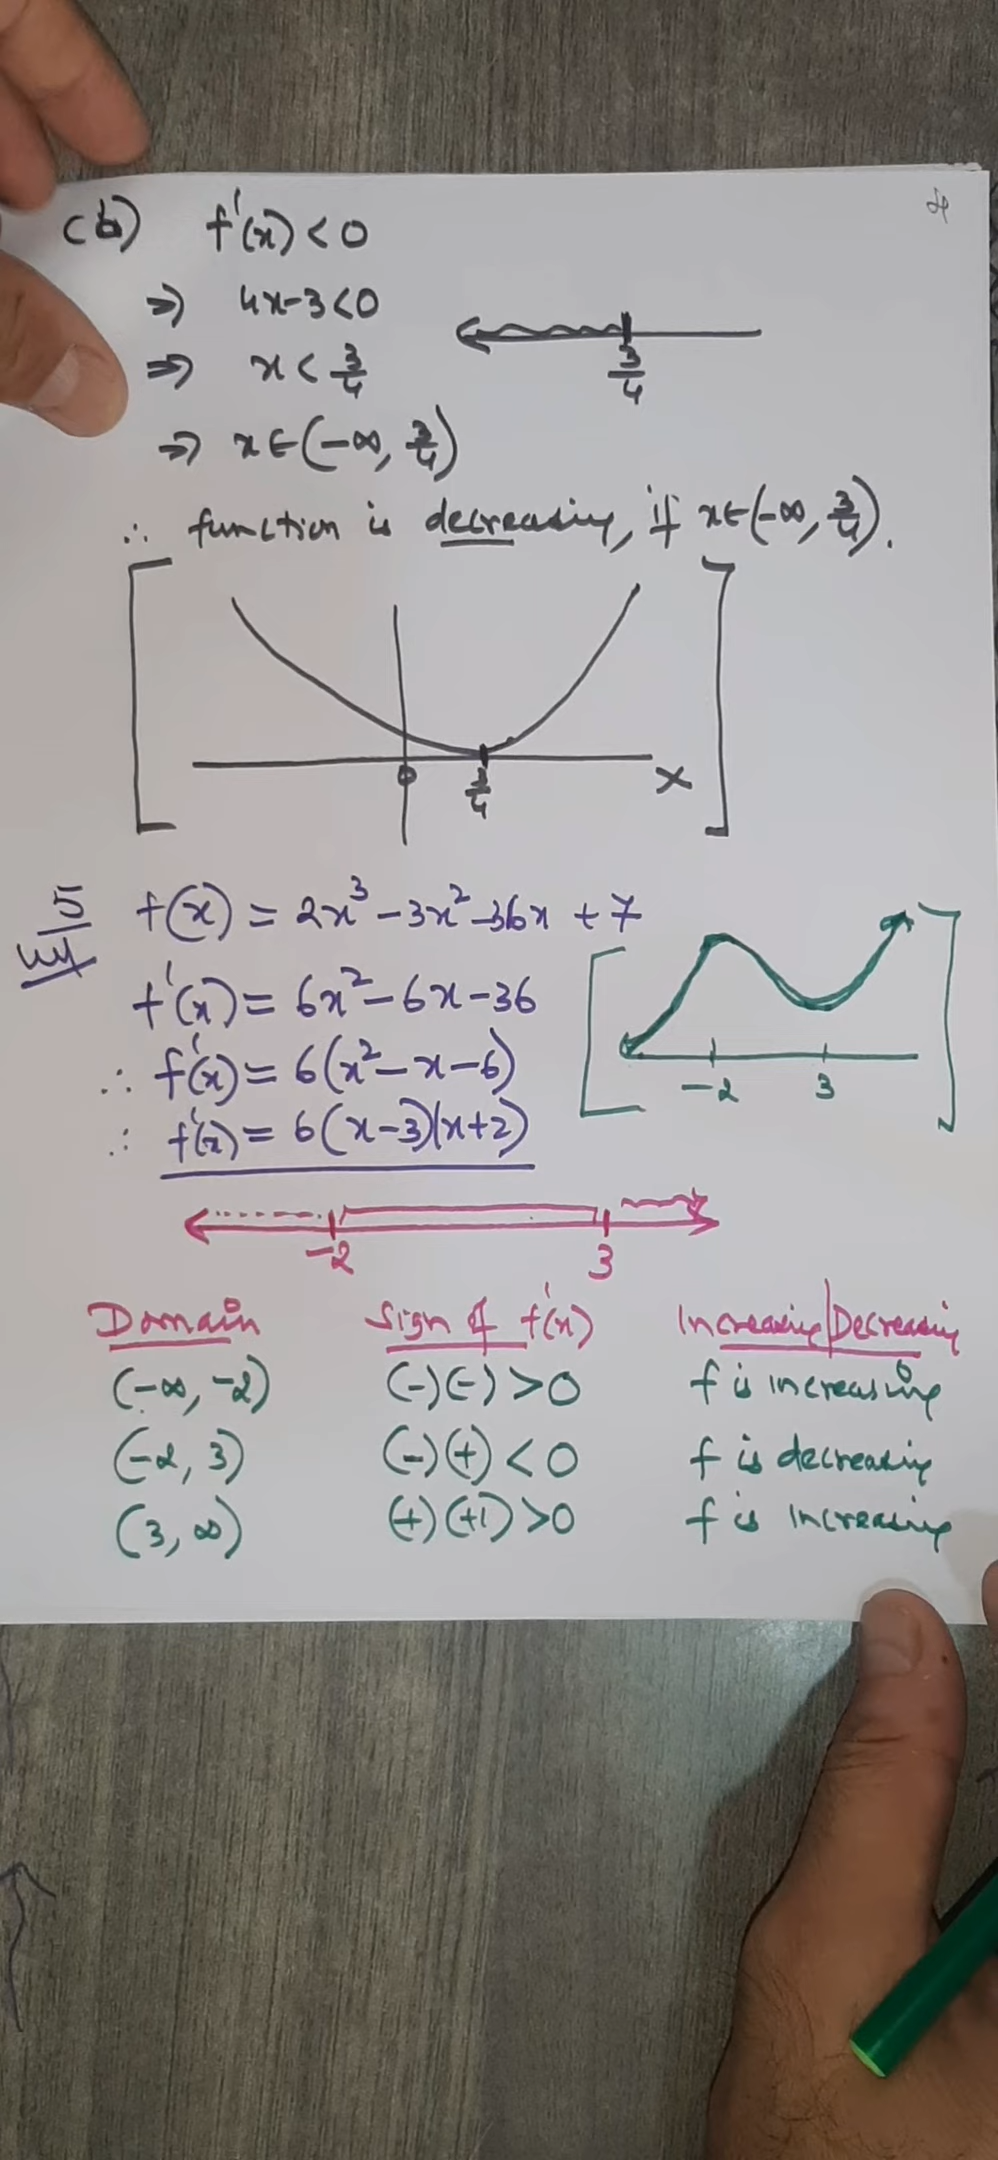 (b) f'(x) < 0
⇒ 4x-3<0
⇒ x < 3/4
3/4
⇒ x ∈ (-∞, 3/4)
∴ function is decreasing, if x ∈ (-∞, 3/4).
0 3/4 X
5 f(x) = 2x³ - 3x² - 36x + 7
f'(x) = 6x² - 6x - 36
∴ f'(x) = 6(x² - x - 6)
-2 3
∴ f'(x) = 6(x-3)(x+2)
-2 3
Domain Sign of f'(x) Increasing/Decreasing
(-∞, -2) (-)(-) > 0 f is increasing
(-2, 3) (-)(+) < 0 f is decreasing
(3, ∞) (+)(+) > 0 f is increasing